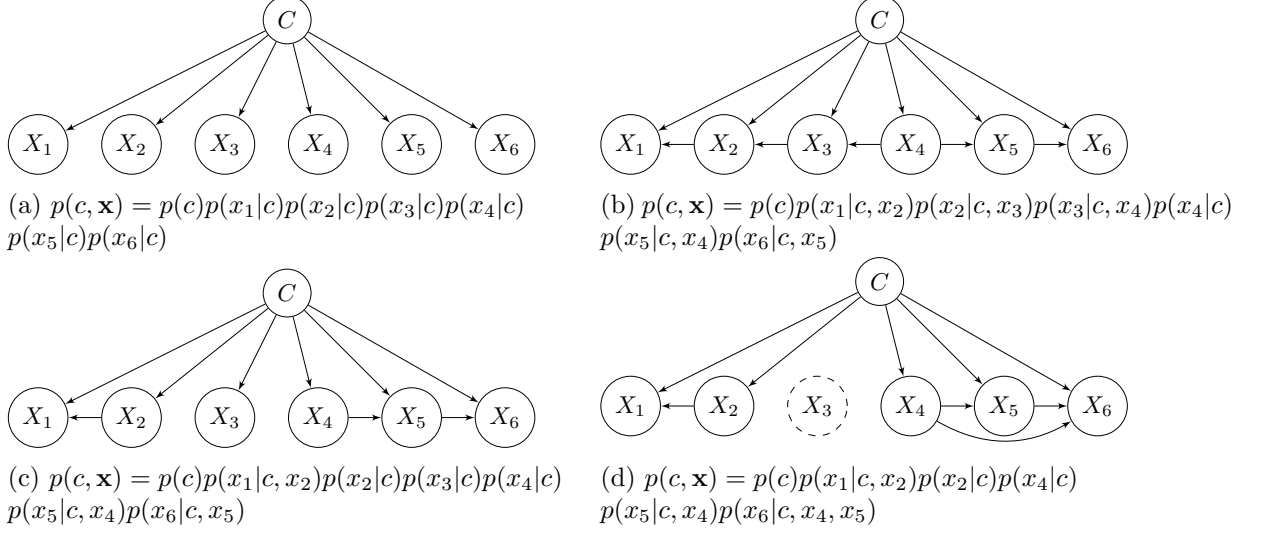 C
X₁ X₂ X₃ X₄ X₅ X₆
(a) p(c, **x**) = p(c)p(x₁|c)p(x₂|c)p(x₃|c)p(x₄|c)
p(x₅|c)p(x₆|c)
C
X₁ X₂ X₃ X₄ X₅ X₆
(b) p(c, **x**) = p(c)p(x₁|c, x₂)p(x₂|c, x₃)p(x₃|c, x₄)p(x₄|c)
p(x₅|c, x₄)p(x₆|c, x₅)
C
X₁ X₂ X₃ X₄ X₅ X₆
(c) p(c, **x**) = p(c)p(x₁|c, x₂)p(x₂|c)p(x₃|c)p(x₄|c)
p(x₅|c, x₄)p(x₆|c, x₅)
C
X₁ X₂ X₃ X₄ X₅ X₆
(d) p(c, **x**) = p(c)p(x₁|c, x₂)p(x₂|c)p(x₄|c)
p(x₅|c, x₄)p(x₆|c, x₄, x₅)